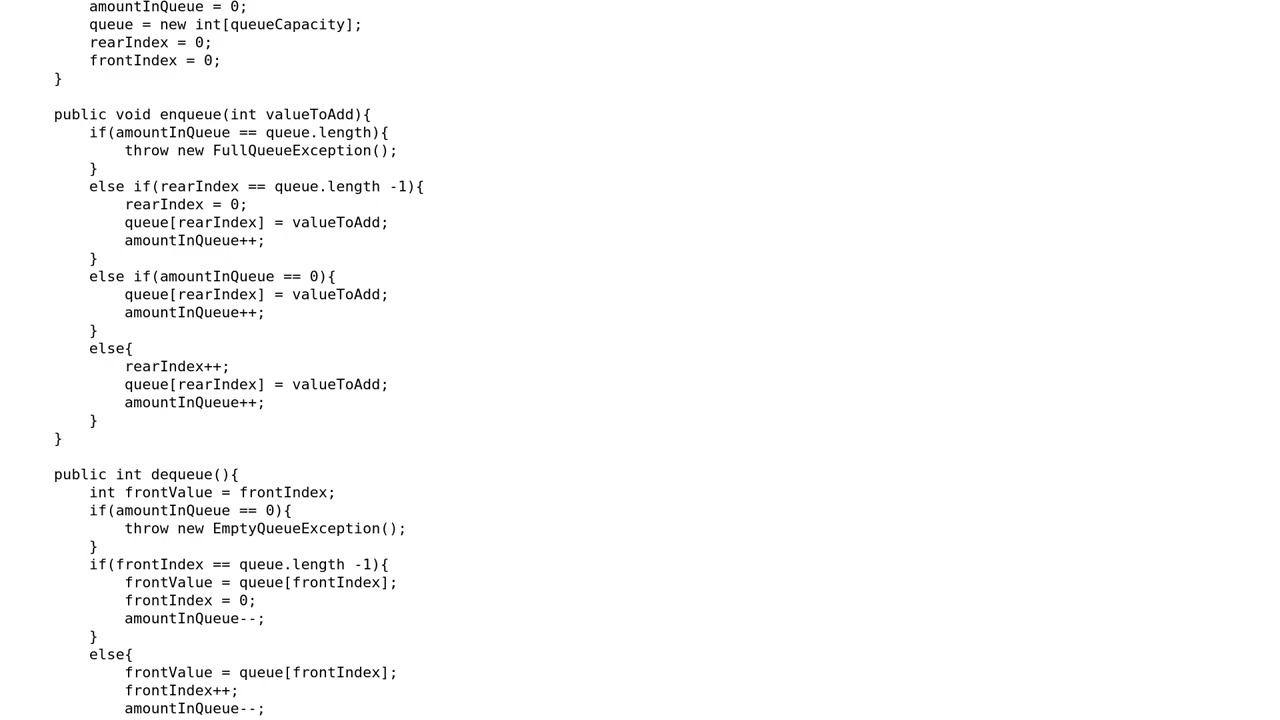 amountInQueue = 0;
queue = new int[queueCapacity];
rearIndex = 0;
frontIndex = 0;
}
public void enqueue(int valueToAdd){
if(amountInQueue == queue.length){
throw new FullQueueException();
}
else if(rearIndex == queue.length -1){
rearIndex = 0;
queue[rearIndex] = valueToAdd;
amountInQueue++;
}
else if(amountInQueue == 0){
queue[rearIndex] = valueToAdd;
amountInQueue++;
}
else{
rearIndex++;
queue[rearIndex] = valueToAdd;
amountInQueue++;
}
}
public int dequeue(){
int frontValue = frontIndex;
if(amountInQueue == 0){
throw new EmptyQueueException();
}
if(frontIndex == queue.length -1){
frontValue = queue[frontIndex];
frontIndex = 0;
amountInQueue--;
}
else{
frontValue = queue[frontIndex];
frontIndex++;
amountInQueue--;